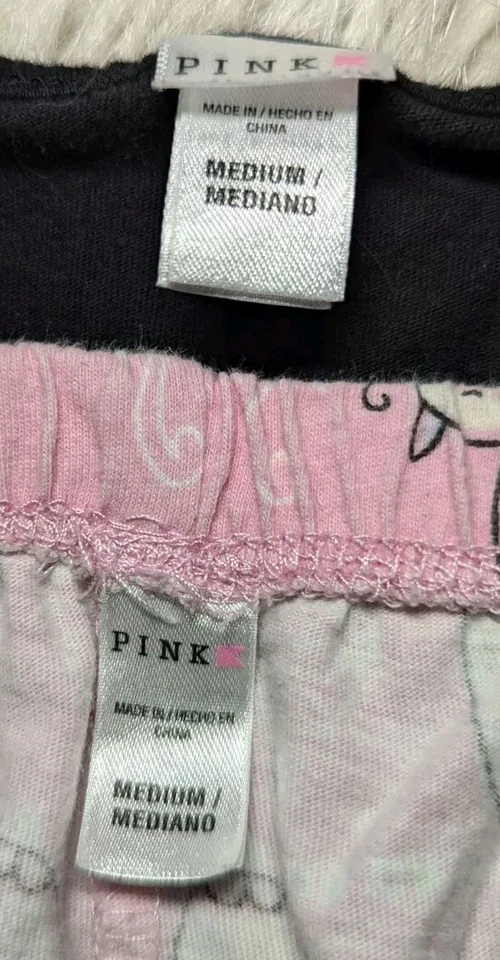 PINK
MADE IN / HECHO EN
CHINA
MEDIUM /
MEDIANO
PINK
MADE IN / HECHO EN
CHINA
MEDIUM /
MEDIANO